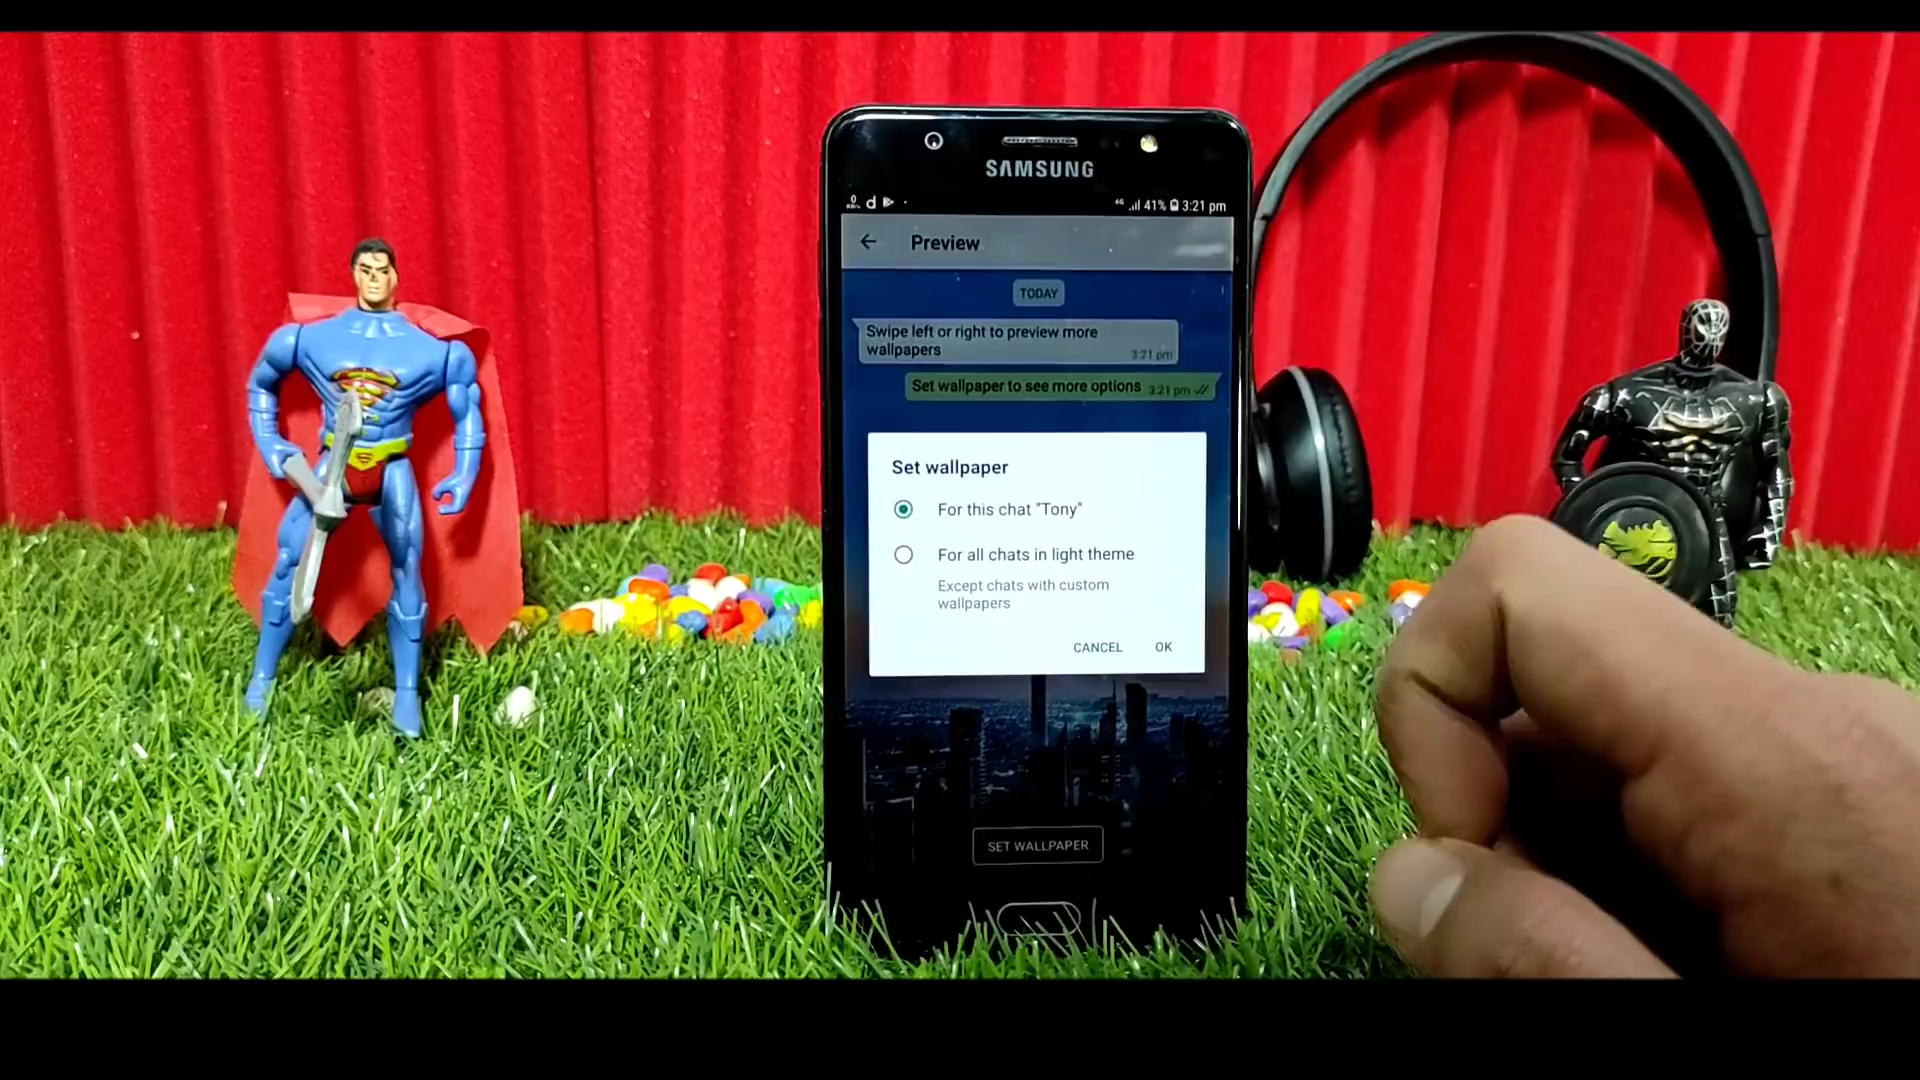 SAMSUNG
0 d 4G 41% 3:21 pm
Preview
TODAY
Swipe left or right to preview more
wallpapers
3:21 pm
Set wallpaper to see more options 3:21 pm
Set wallpaper
For this chat "Tony"
For all chats in light theme
Except chats with custom
wallpapers
CANCEL OK
SET WALLPAPER